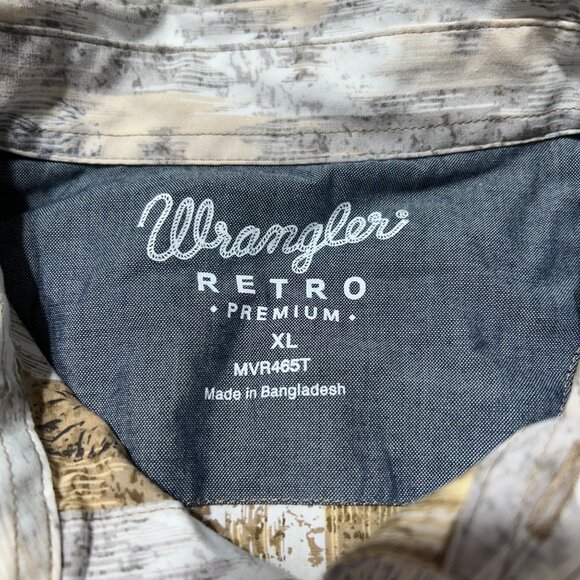 Wrangler®
RETRO
• PREMIUM •
XL
MVR465T
Made in Bangladesh